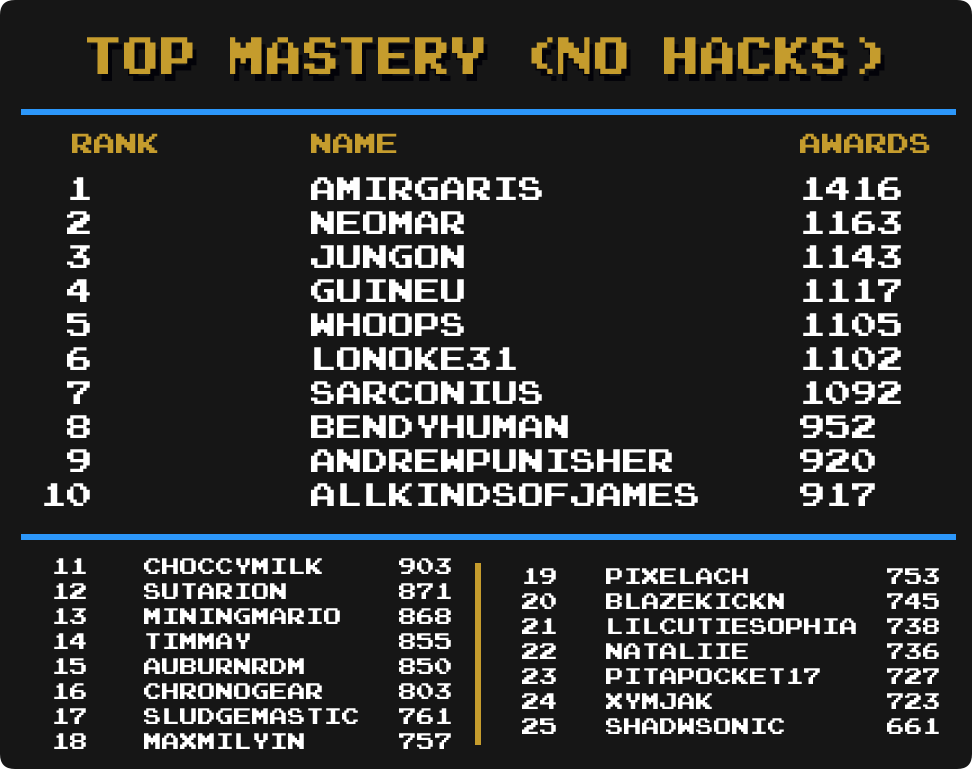 TOP MASTERY (NO HACKS)
RANK NAME AWARDS
1 AMIRGARIS 1416
2 NEOMAR 1163
3 JUNGON 1143
4 GUINEU 1117
5 WHOOPS 1105
6 LONOKE31 1102
7 SARCONIUS 1092
8 BENDYHUMAN 952
9 ANDREWPUNISHER 920
10 ALLKINDSOFJAMES 917
11 CHOCCYMILK 903
12 SUTARION 871
13 MININGMARIO 868
14 TIMMAY 855
15 AUBURNRDM 850
16 CHRONOGEAR 803
17 SLUDGEMASTIC 761
18 MAXMILYIN 757
19 PIXELACH 753
20 BLAZEKICKN 745
21 LILCUTIESOPHIA 738
22 NATALIIE 736
23 PITAPOCKET17 727
24 XYMJAK 723
25 SHADWSONIC 661